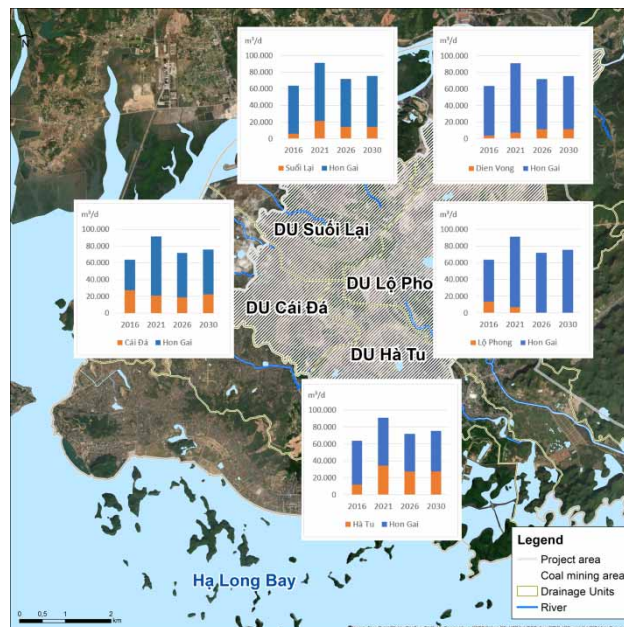 N
m³/d
100.000
80.000
60.000
40.000
20.000
0
2016 2021 2026 2030
Suối Lại Hon Gai
m³/d
100.000
80.000
60.000
40.000
20.000
0
2016 2021 2026 2030
Dien Vong Hon Gai
m³/d
100.000
80.000
60.000
40.000
20.000
0
2016 2021 2026 2030
Cái Đá Hon Gai
m³/d
100.000
80.000
60.000
40.000
20.000
0
2016 2021 2026 2030
Lộ Phong Hon Gai
DU Suối Lại
DU Lộ Pho
DU Cái Đá
DU Hà Tu
m³/d
100.000
80.000
60.000
40.000
20.000
0
2016 2021 2026 2030
Hà Tu Hon Gai
Hạ Long Bay
Legend
Project area
Coal mining area
Drainage Units
River
0 0,5 1 2
km